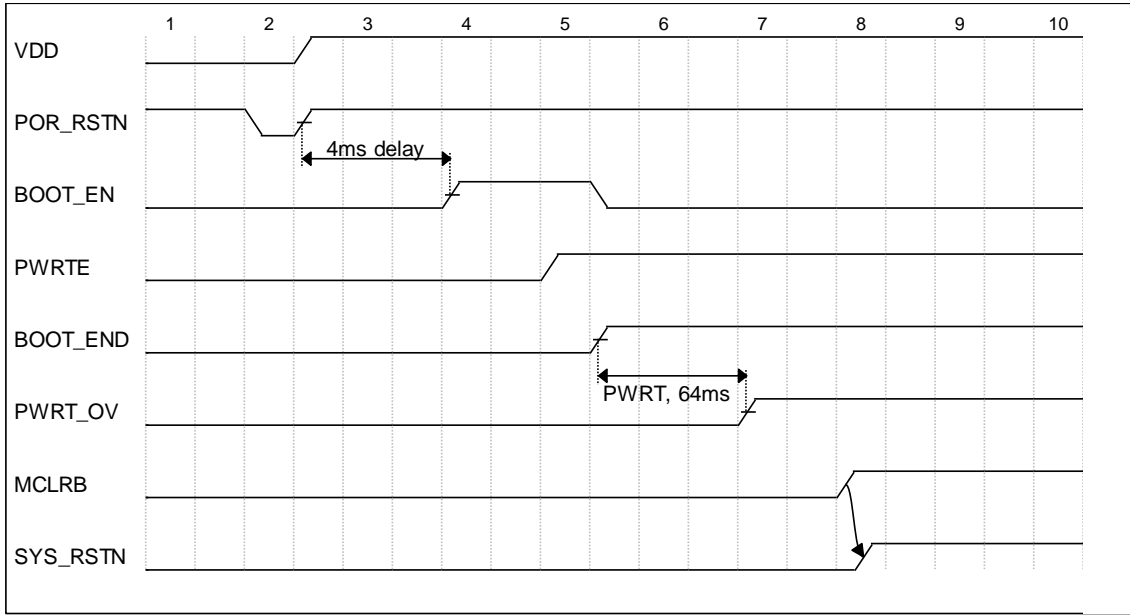 1 2 3 4 5 6 7 8 9 10
VDD
POR_RSTN
4ms delay
BOOT_EN
PWRTE
BOOT_END
PWRT, 64ms
PWRT_OV
MCLRB
SYS_RSTN